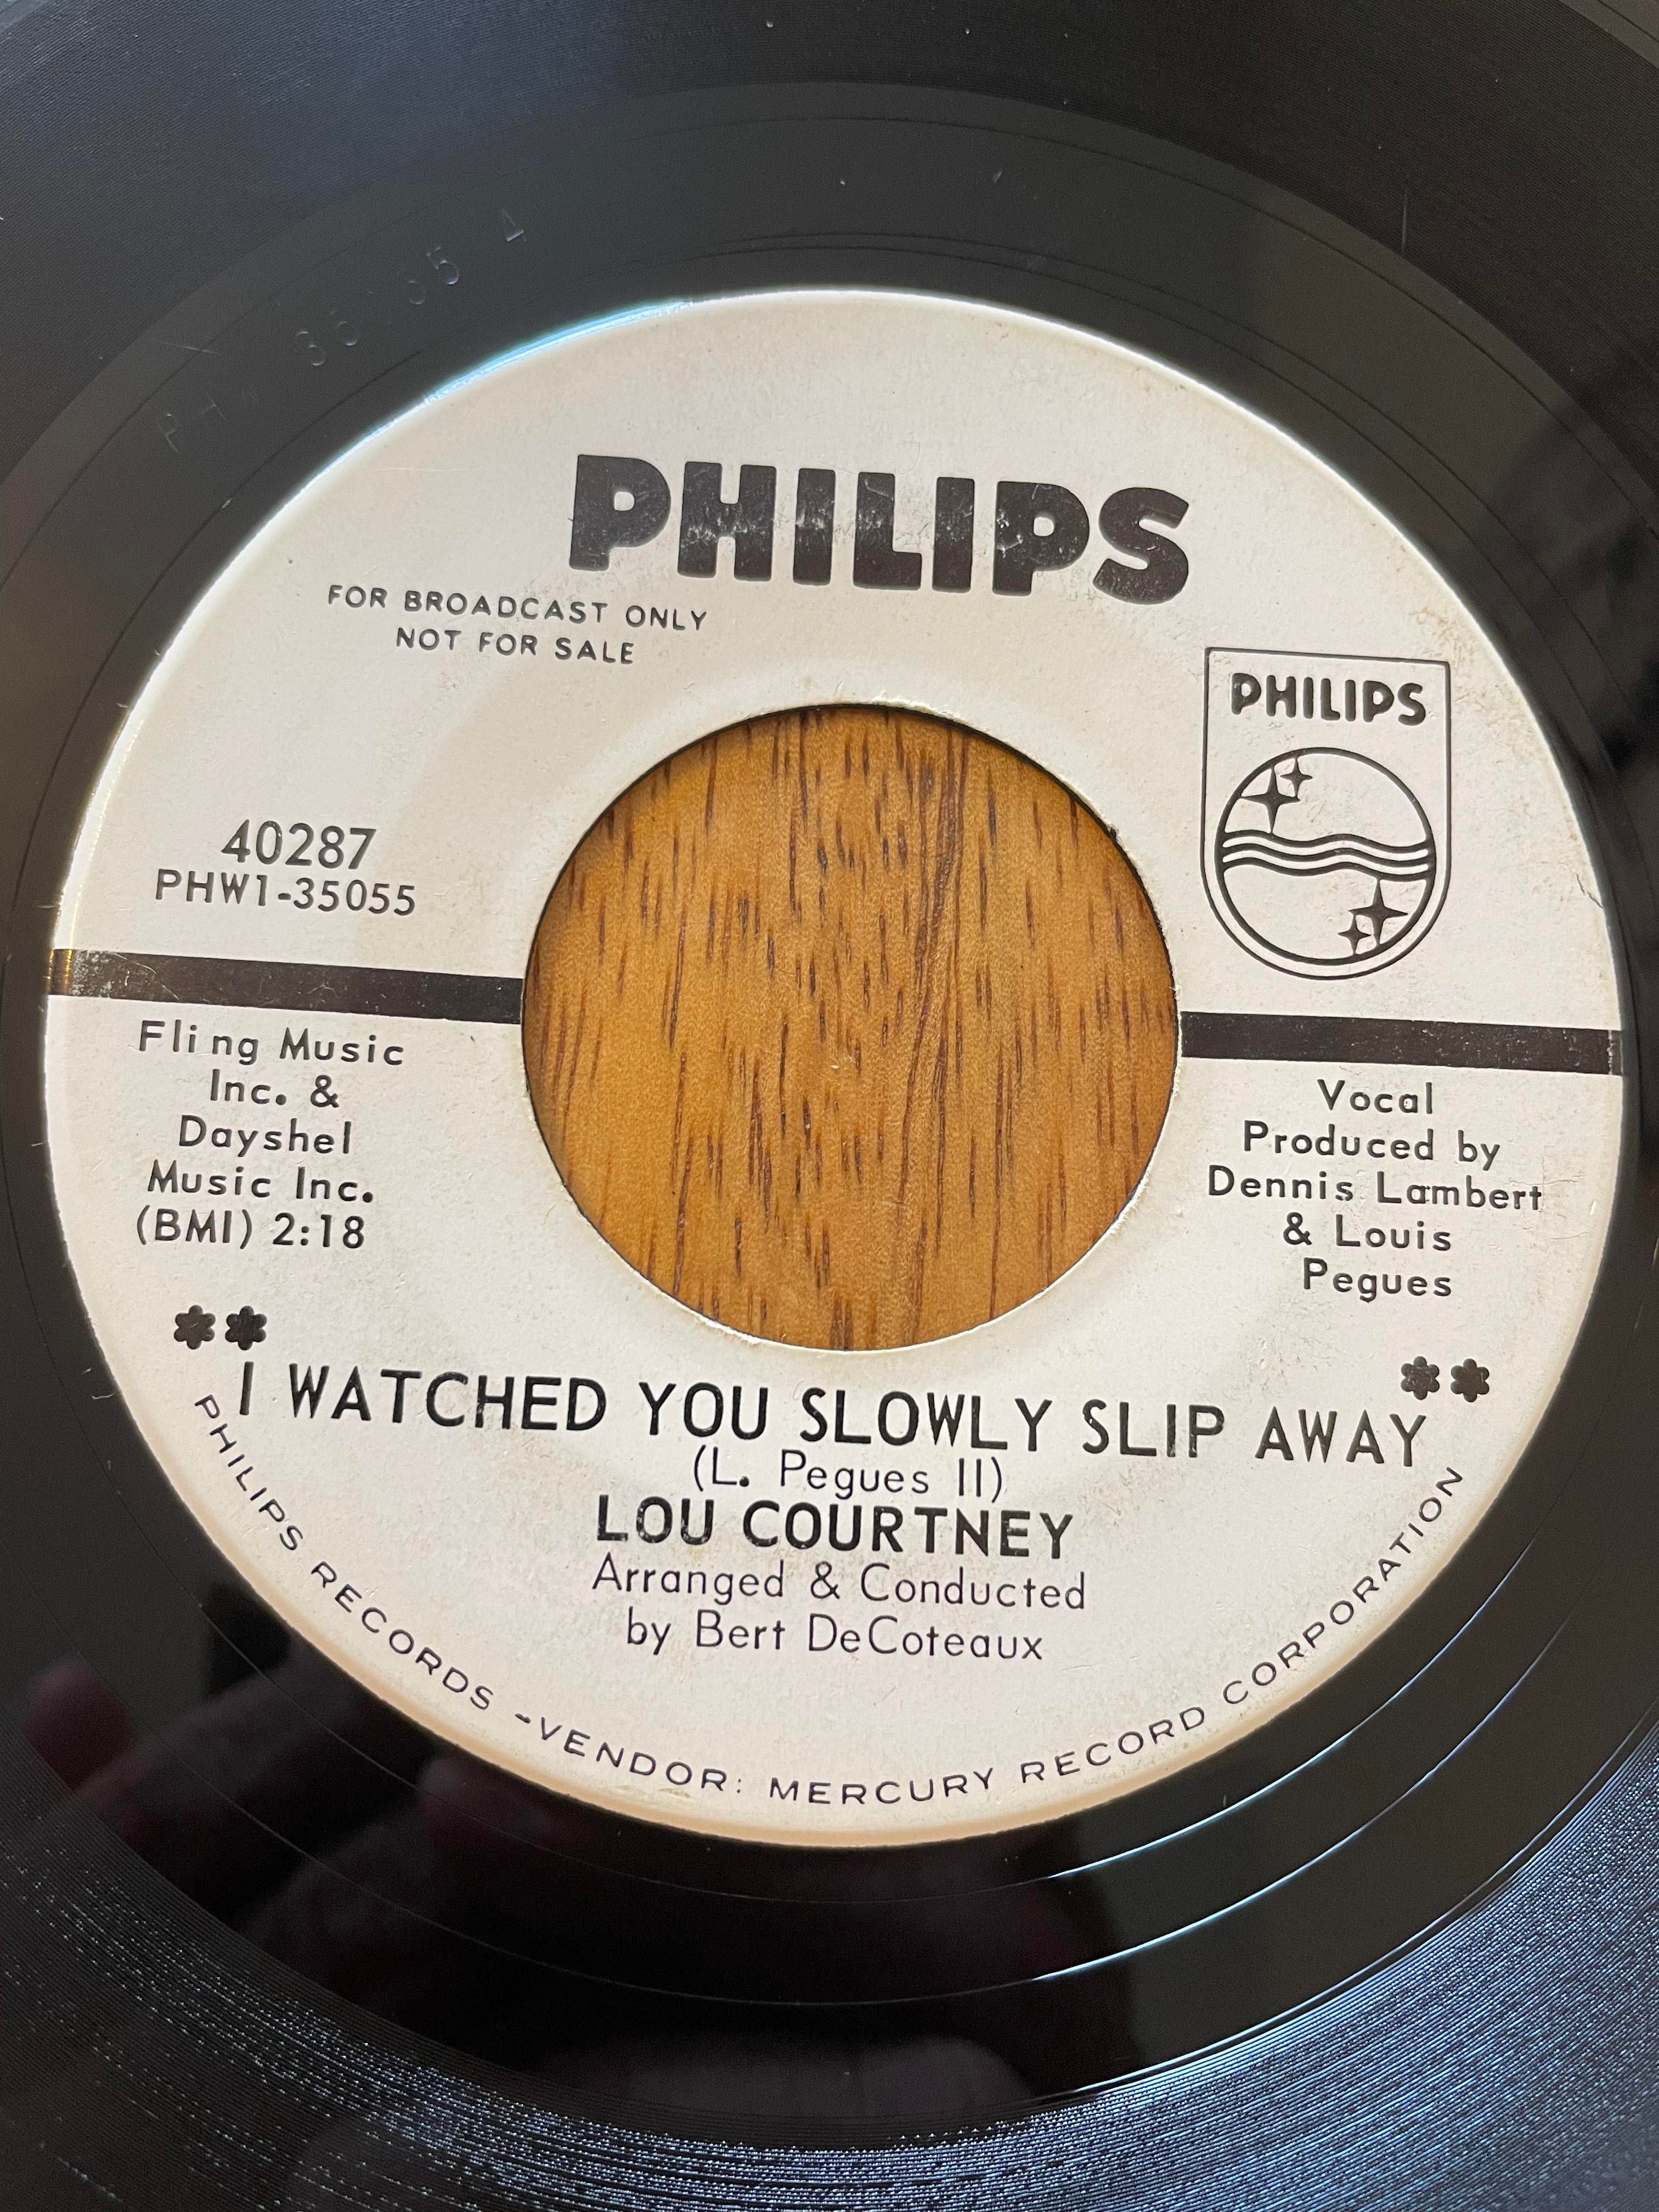 PHILIPS
FOR BROADCAST ONLY
NOT FOR SALE
PHILIPS
40287
PHW1-35055
Fling Music
Inc. &
Dayshel
Music Inc.
(BMI) 2:18
Vocal
Produced by
Dennis Lambert
& Louis
Pegues
I WATCHED YOU SLOWLY SLIP AWAY
(L. Pegues II)
LOU COURTNEY
Arranged & Conducted
by Bert DeCoteaux
PHILIPS RECORDS -VENDOR: MERCURY RECORD CORPORATION